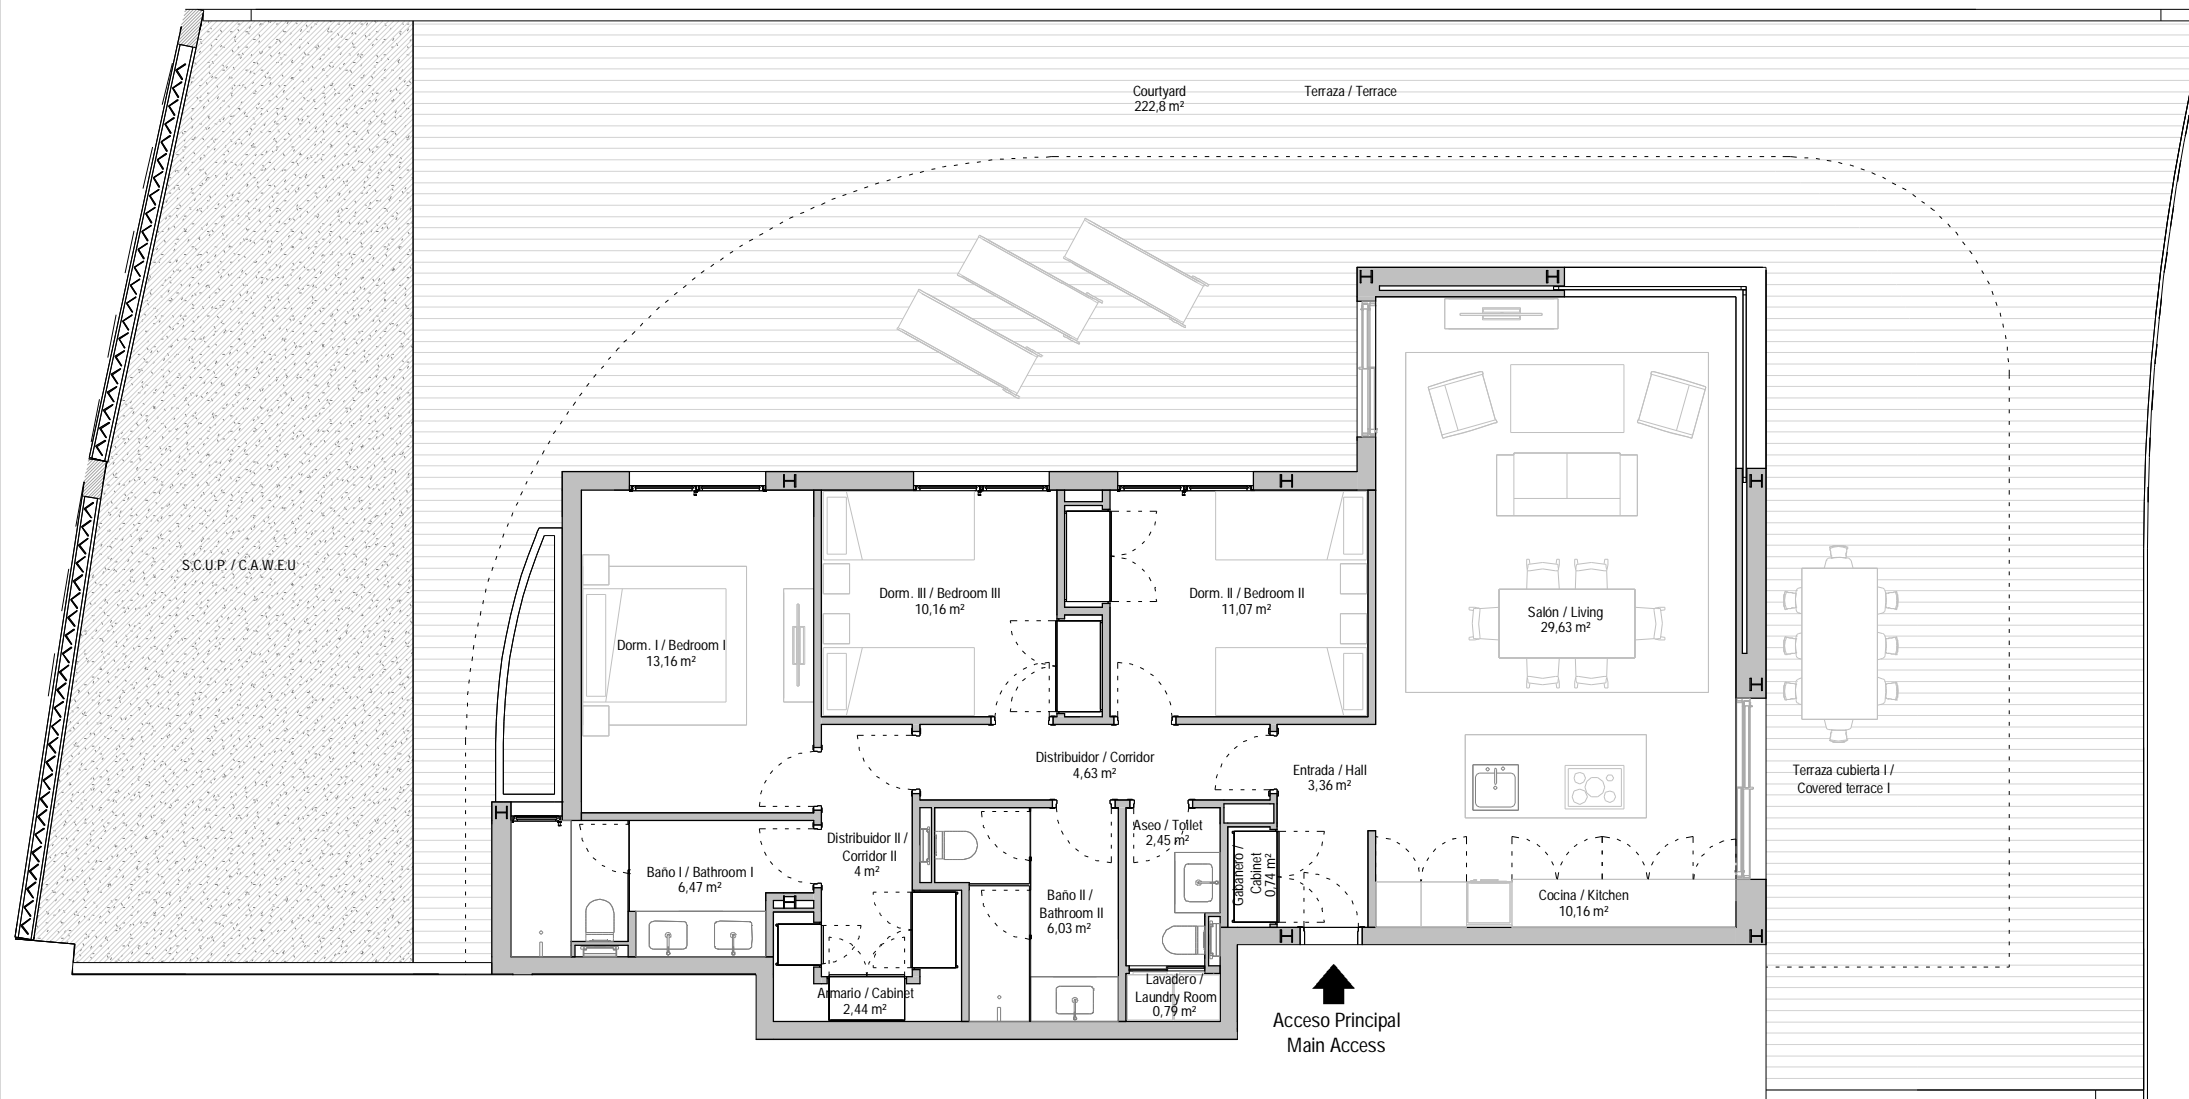 Courtyard
222,8 m²
Terraza / Terrace
S.C.U.P. / C.A.W.E.U
Dorm. I / Bedroom I
13,16 m²
Dorm. III / Bedroom III
10,16 m²
Dorm. II / Bedroom II
11,07 m²
Salón / Living
29,63 m²
Distribuidor / Corridor
4,63 m²
Entrada / Hall
3,36 m²
Terraza cubierta I /
Covered terrace I
Baño I / Bathroom I
6,47 m²
Distribuidor II /
Corridor II
4 m²
Aseo / Toilet
2,45 m²
Gabanero /
Cabinet
0,74 m²
Baño II /
Bathroom II
6,03 m²
Cocina / Kitchen
10,16 m²
Armario / Cabinet
2,44 m²
Lavadero /
Laundry Room
0,79 m²
Acceso Principal
Main Access